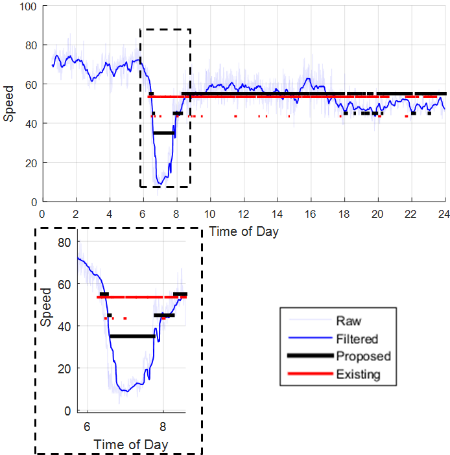 100
80
60
40
20
0
Speed
0 2 4 6 8 10 12 14 16 18 20 22 24
Time of Day
80
60
40
20
0
Speed
6 8
Time of Day
Raw
Filtered
Proposed
Existing